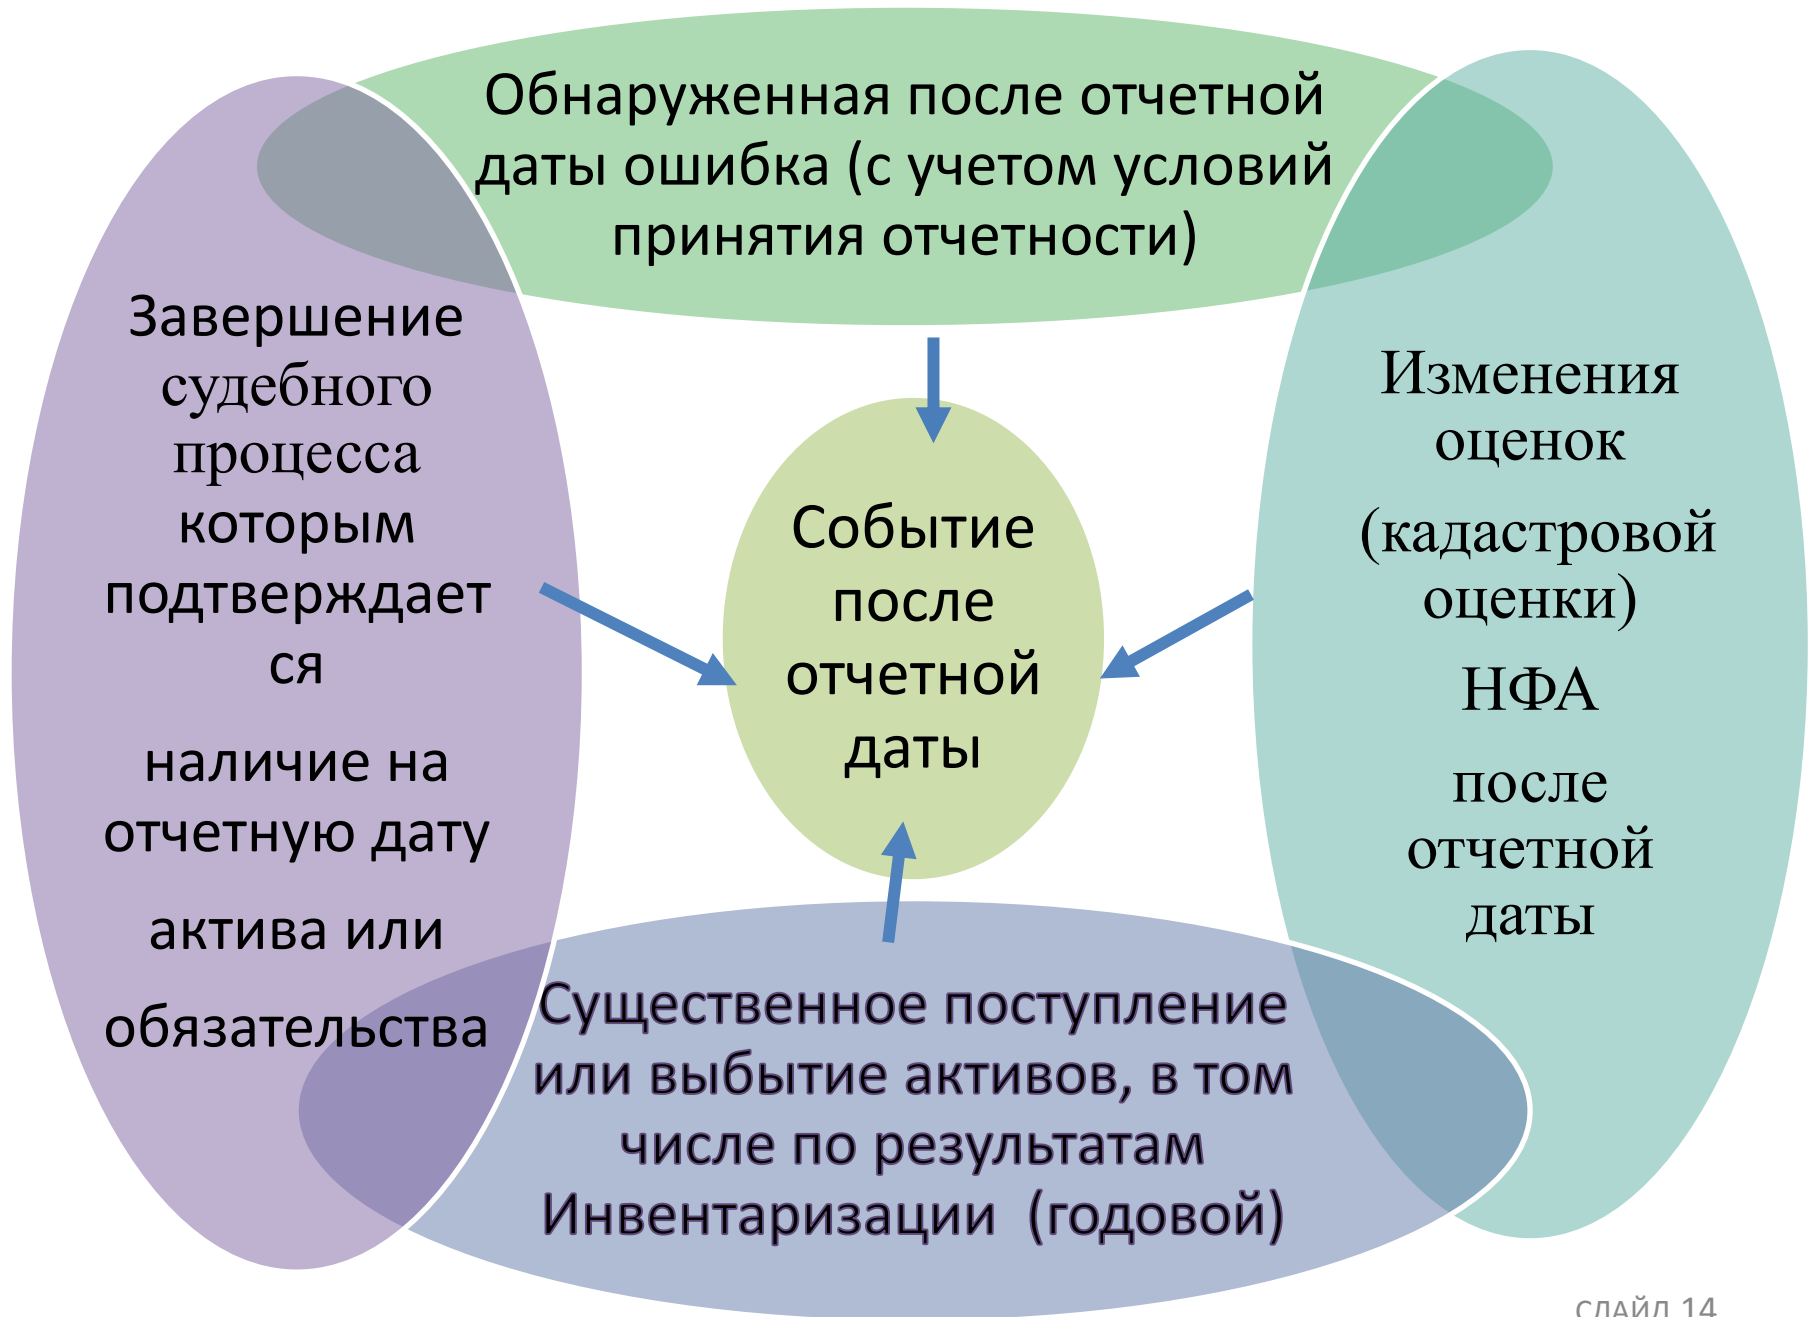 Обнаруженная после отчетной
даты ошибка (с учетом условий
принятия отчетности)
Завершение
судебного
процесса
которым
подтверждает
ся
наличие на
отчетную дату
актива или
обязательства
Событие
после
отчетной
даты
Изменения
оценок
(кадастровой
оценки)
НФА
после
отчетной
даты
Существенное поступление
или выбытие активов, в том
числе по результатам
Инвентаризации (годовой)
слайд 14